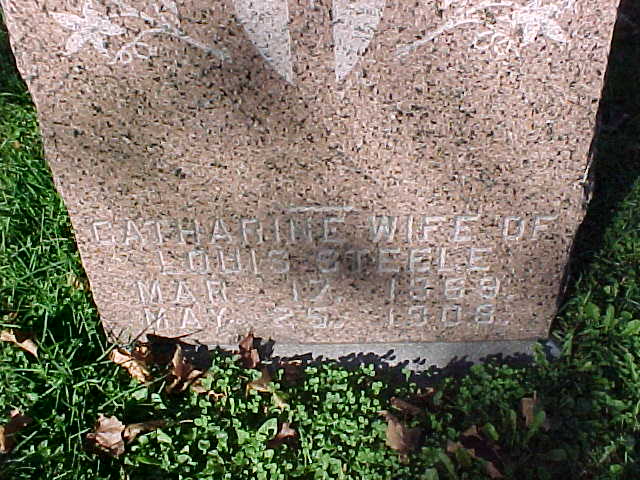 CATHARINE WIFE OF
LOUIS STEELE
MAR. 17, 1869.
MAY. 25, 1908.